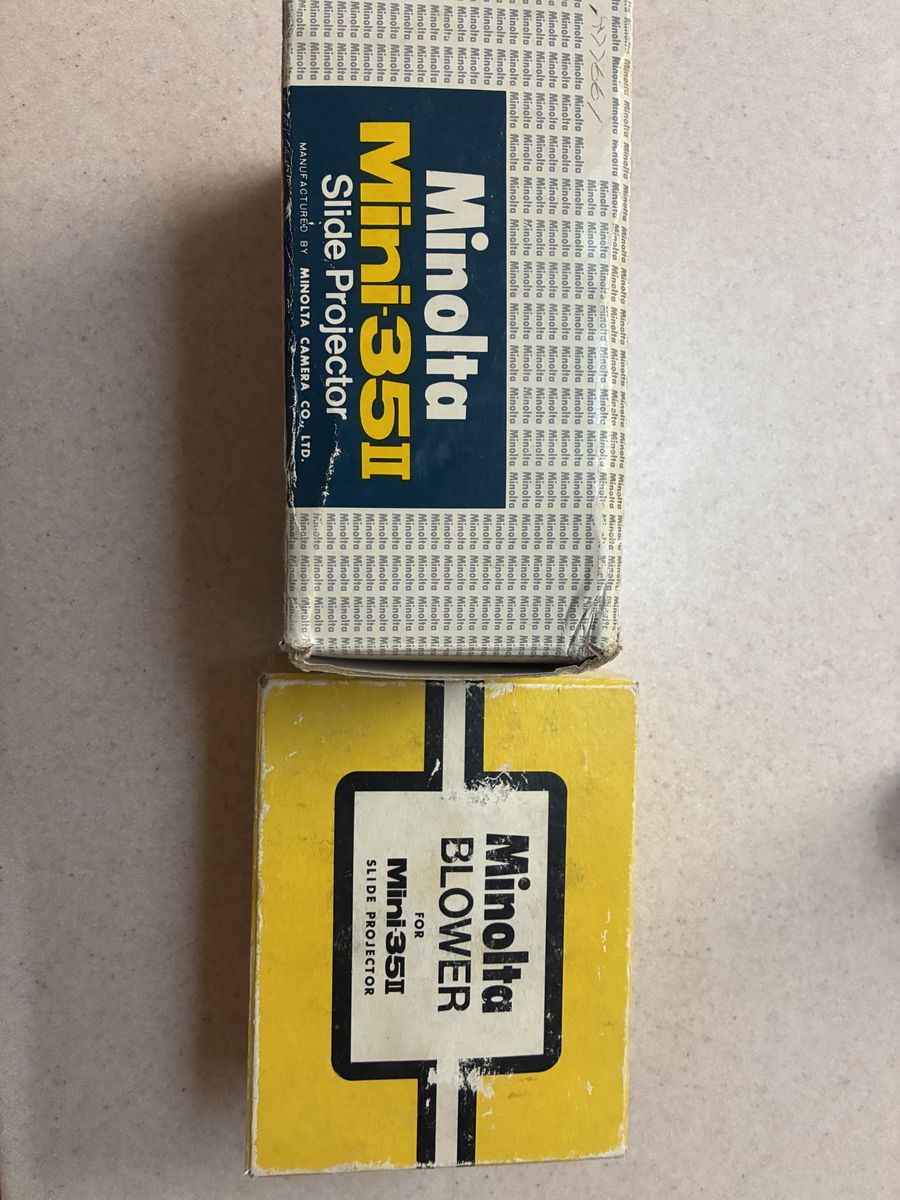 Minolta
Mini-35II
Slide Projector
MANUFACTURED BY MINOLTA CAMERA CO., LTD.
Minolta
BLOWER
FOR
Mini-35II
SLIDE PROJECTOR